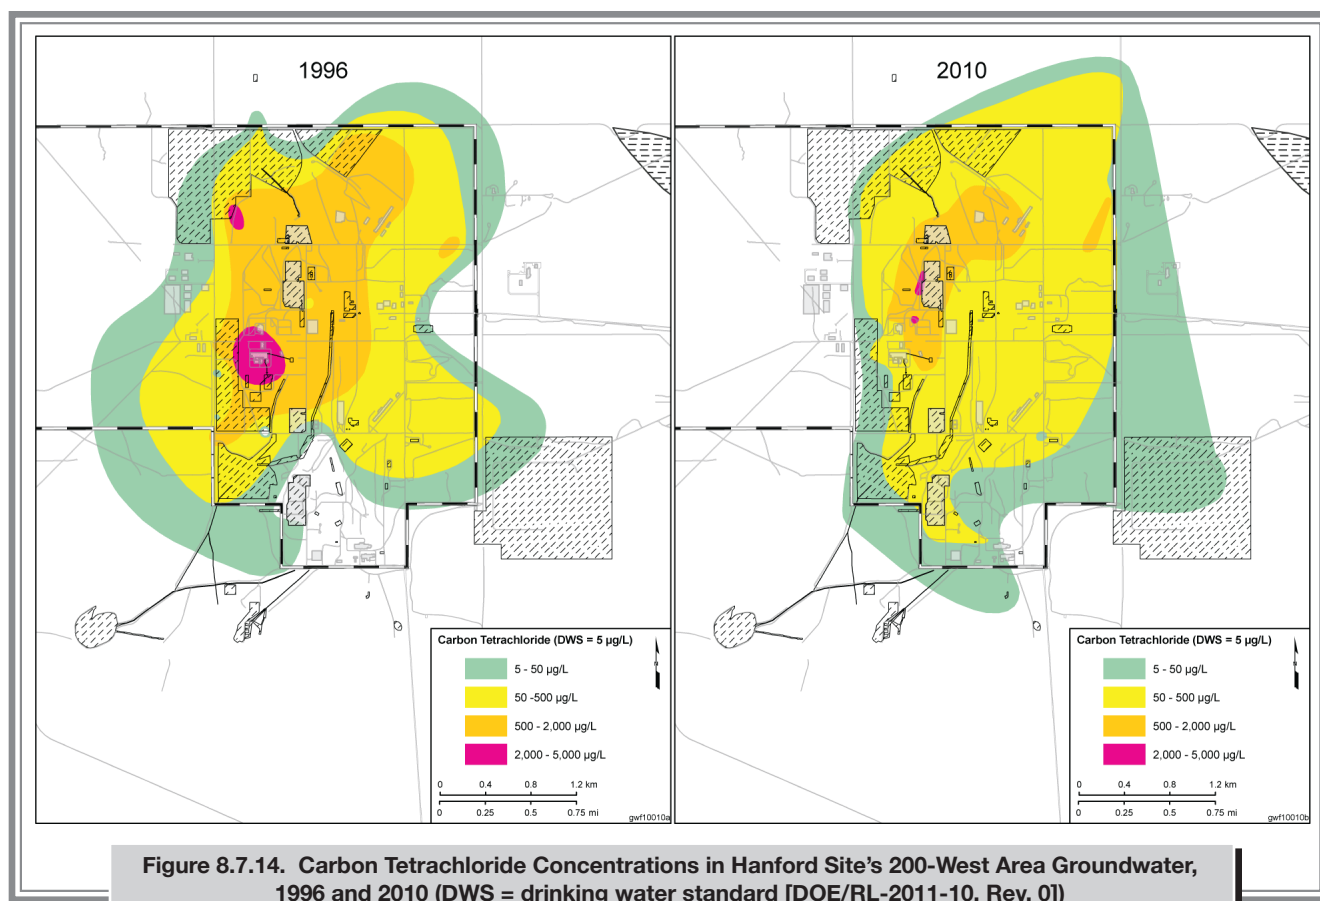 1996
Carbon Tetrachloride (DWS = 5 µg/L)
5 - 50 µg/L
50 -500 µg/L
500 - 2,000 µg/L
2,000 - 5,000 µg/L
0 0.4 0.8 1.2 km
0 0.25 0.5 0.75 mi
gwf10010a
2010
Carbon Tetrachloride (DWS = 5 µg/L)
5 - 50 µg/L
50 - 500 µg/L
500 - 2,000 µg/L
2,000 - 5,000 µg/L
0 0.4 0.8 1.2 km
0 0.25 0.5 0.75 mi
gwf10010b
Figure 8.7.14. Carbon Tetrachloride Concentrations in Hanford Site's 200-West Area Groundwater,
1996 and 2010 (DWS = drinking water standard [DOE/RL-2011-10, Rev. 0])